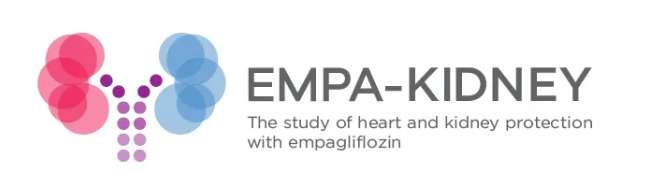 EMPA-KIDNEY
The study of heart and kidney protection
with empagliflozin